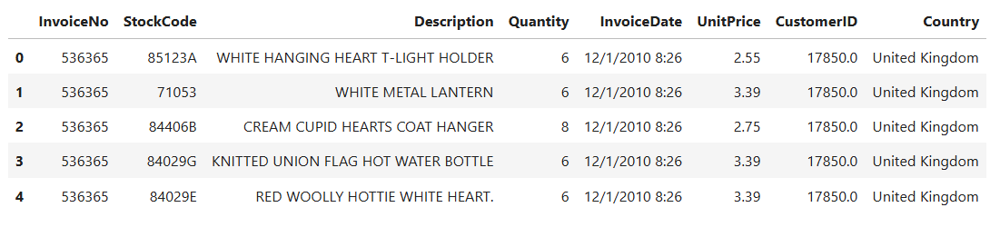 InvoiceNo StockCode Description Quantity InvoiceDate UnitPrice CustomerID Country
0 536365 85123A WHITE HANGING HEART T-LIGHT HOLDER 6 12/1/2010 8:26 2.55 17850.0 United Kingdom
1 536365 71053 WHITE METAL LANTERN 6 12/1/2010 8:26 3.39 17850.0 United Kingdom
2 536365 84406B CREAM CUPID HEARTS COAT HANGER 8 12/1/2010 8:26 2.75 17850.0 United Kingdom
3 536365 84029G KNITTED UNION FLAG HOT WATER BOTTLE 6 12/1/2010 8:26 3.39 17850.0 United Kingdom
4 536365 84029E RED WOOLLY HOTTIE WHITE HEART. 6 12/1/2010 8:26 3.39 17850.0 United Kingdom